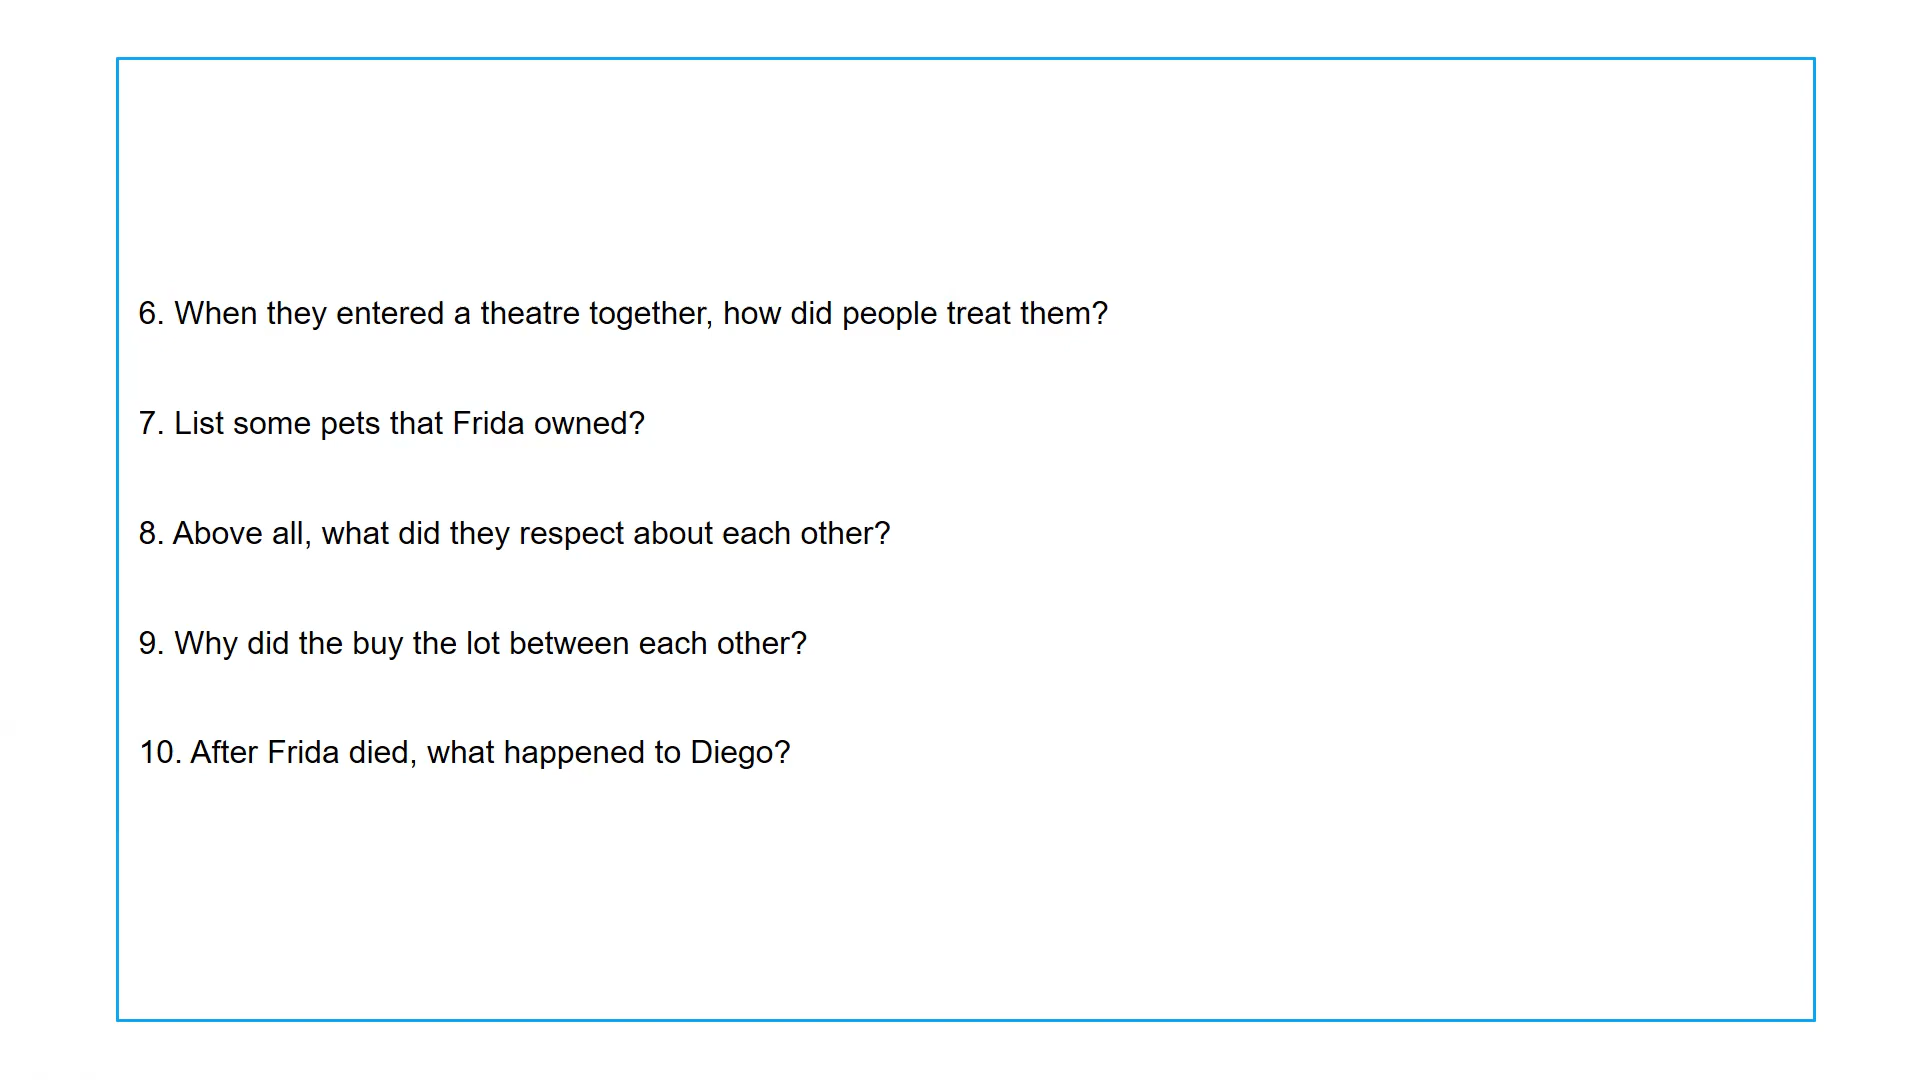 6. When they entered a theatre together, how did people treat them?
7. List some pets that Frida owned?
8. Above all, what did they respect about each other?
9. Why did the buy the lot between each other?
10. After Frida died, what happened to Diego?